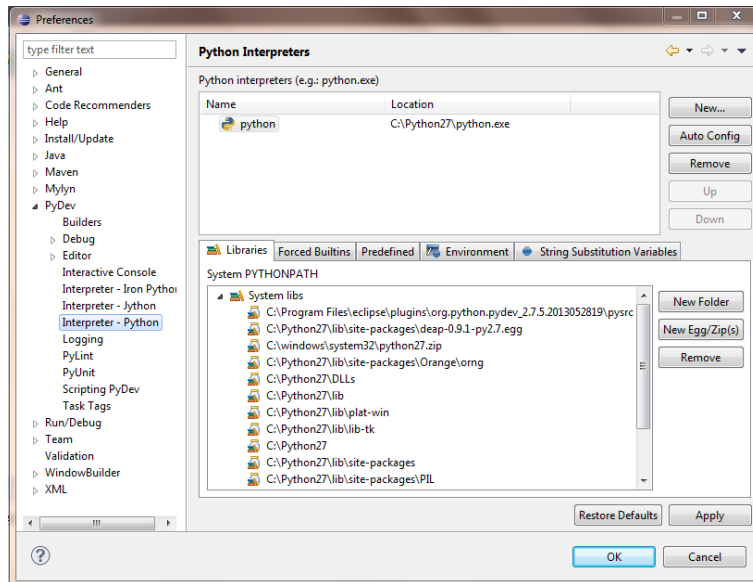 Preferences
type filter text
General
Ant
Code Recommenders
Help
Install/Update
Java
Maven
Mylyn
PyDev
Builders
Debug
Editor
Interactive Console
Interpreter - Iron Python
Interpreter - Jython
Interpreter - Python
Logging
PyLint
PyUnit
Scripting PyDev
Task Tags
Run/Debug
Team
Validation
WindowBuilder
XML
Python Interpreters
Python interpreters (e.g.: python.exe)
Name Location
python C:\Python27\python.exe
New...
Auto Config
Remove
Up
Down
Libraries Forced Builtins Predefined Environment String Substitution Variables
System PYTHONPATH
System libs
C:\Program Files\eclipse\plugins\org.python.pydev_2.7.5.2013052819\pysrc
C:\Python27\lib\site-packages\deap-0.9.1-py2.7.egg
C:\windows\system32\python27.zip
C:\Python27\lib\site-packages\Orange\orng
C:\Python27\DLLs
C:\Python27\lib
C:\Python27\lib\plat-win
C:\Python27\lib\lib-tk
C:\Python27
C:\Python27\lib\site-packages
C:\Python27\lib\site-packages\PIL
New Folder
New Egg/Zip(s)
Remove
Restore Defaults Apply
OK Cancel